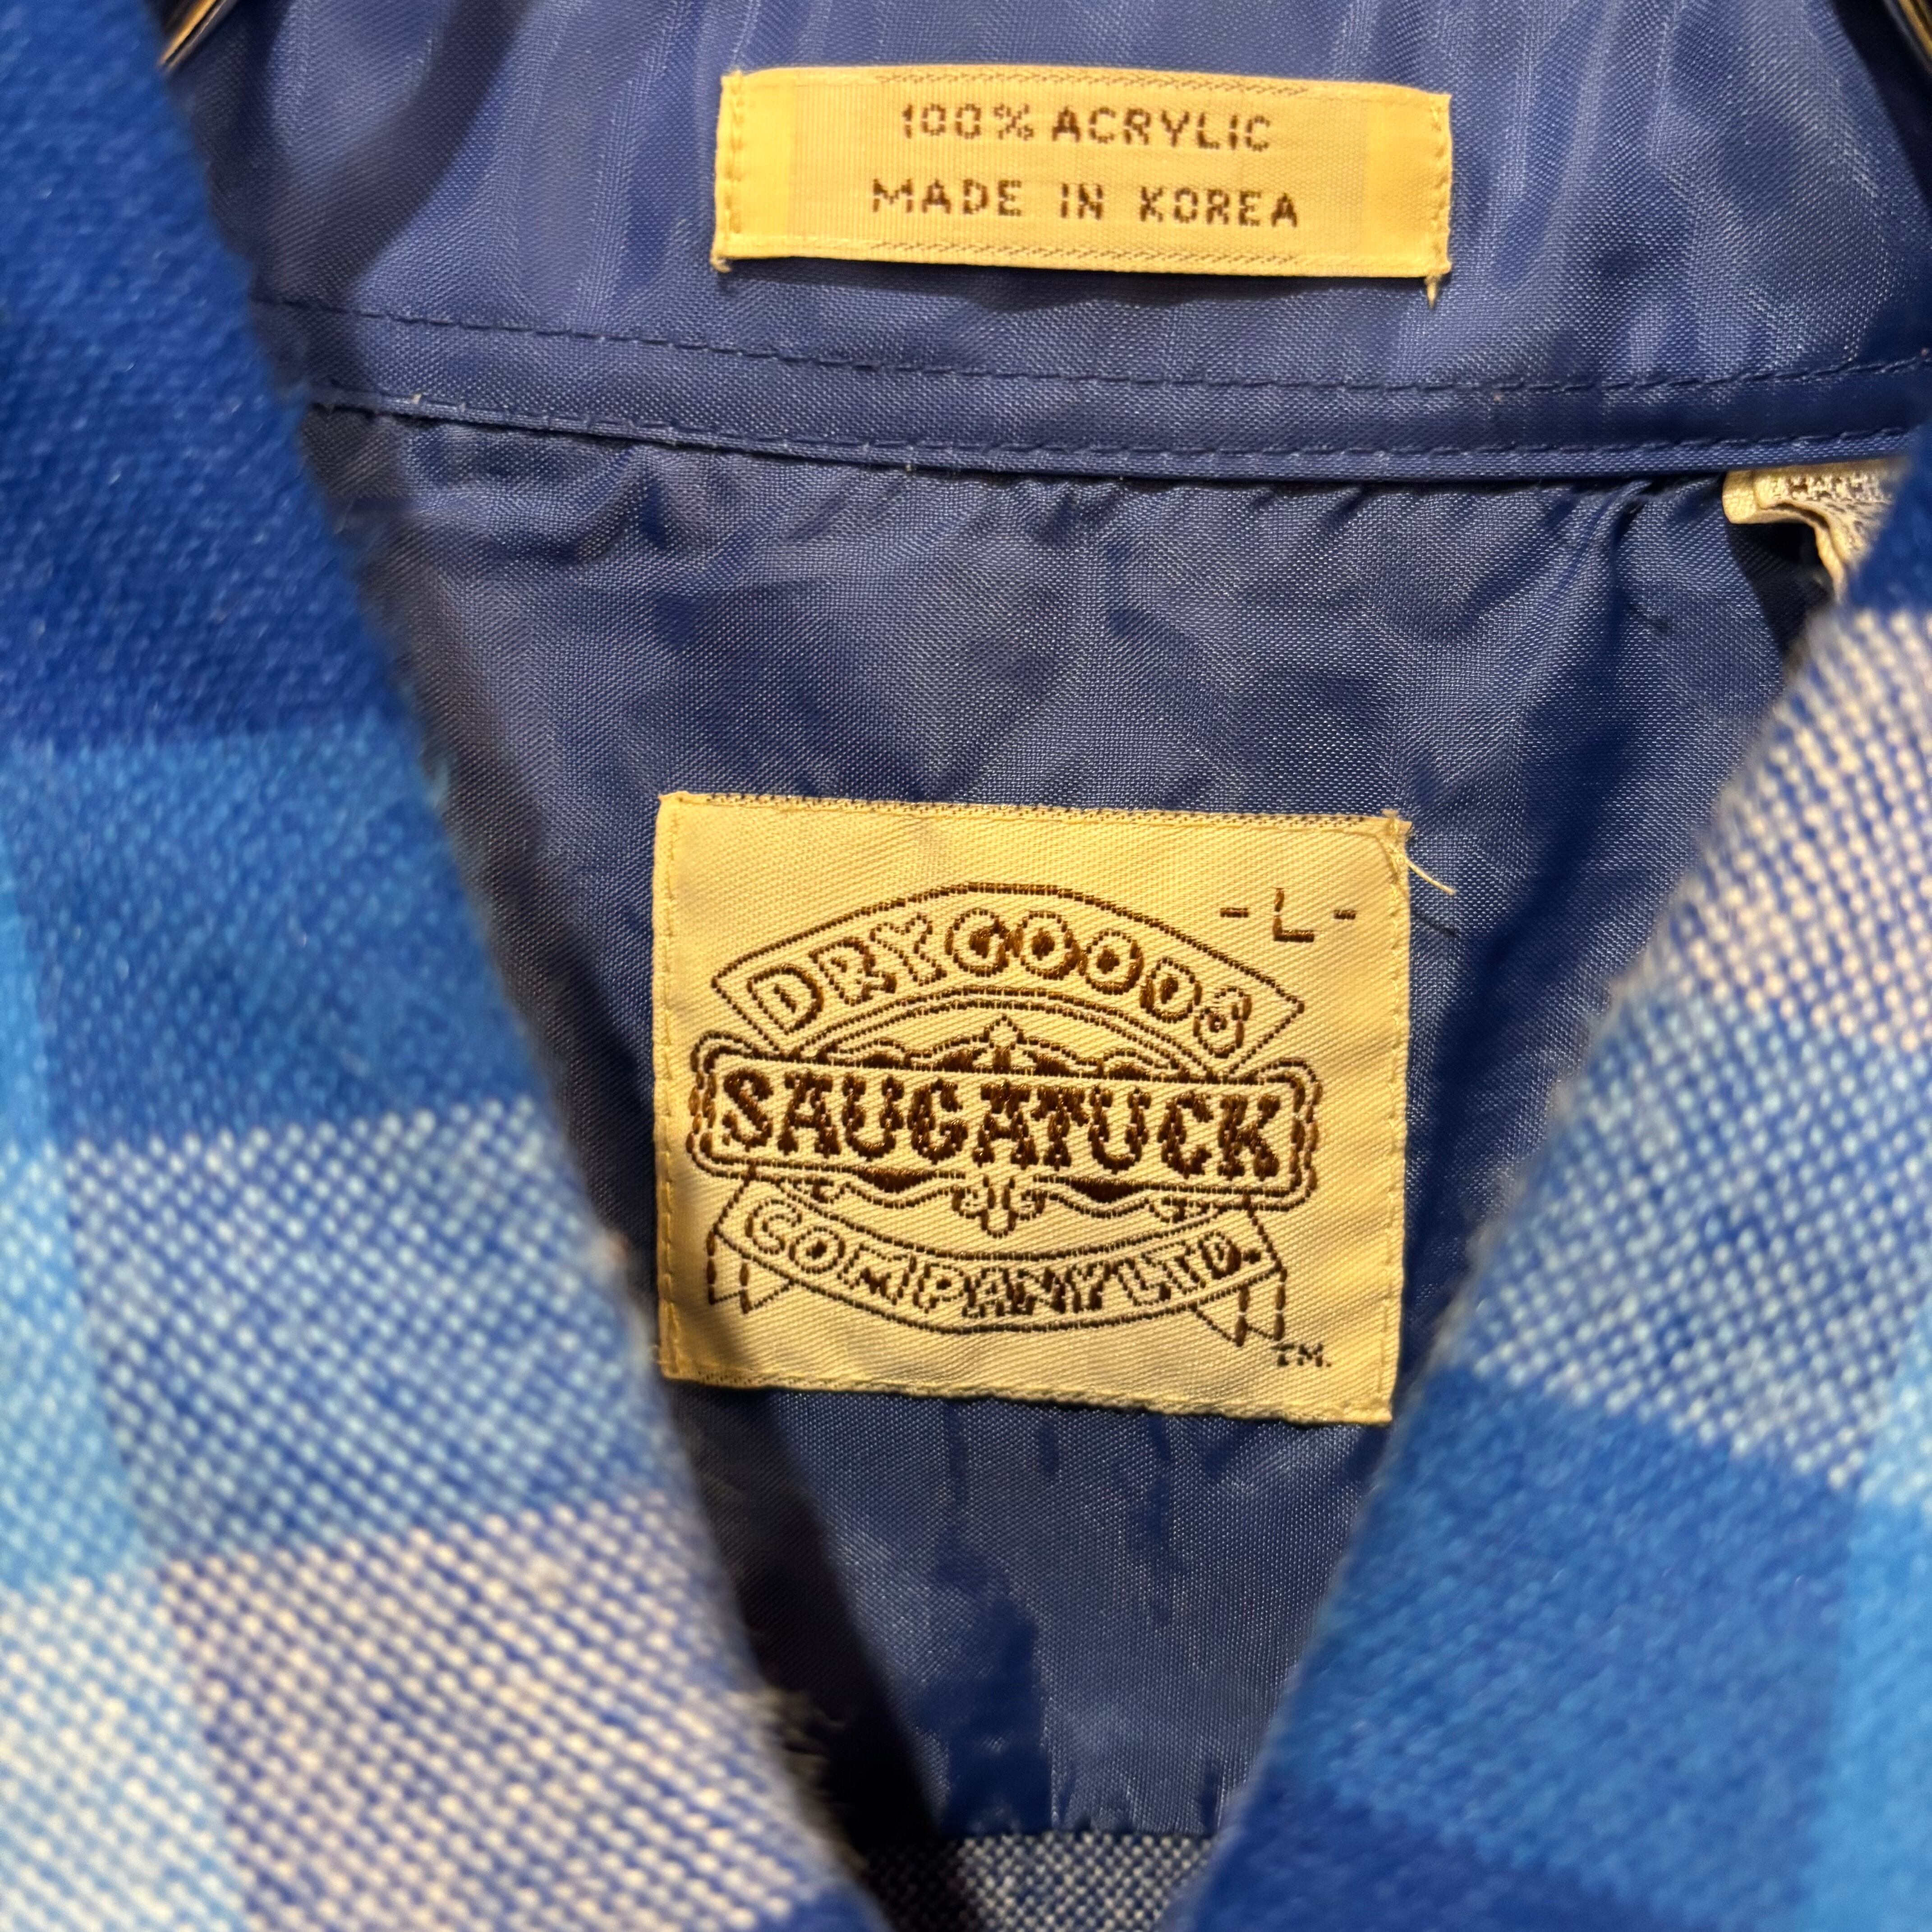 100% ACRYLIC
MADE IN KOREA
-L-
DRY GOODS
SAUGATUCK
COMPANY LTD.
TM.